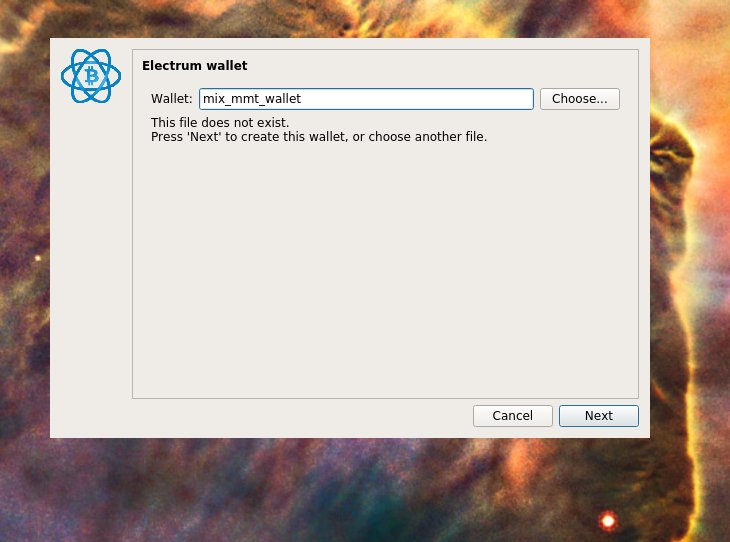 Electrum wallet
Wallet: mix_mmt_wallet Choose...
This file does not exist.
Press 'Next' to create this wallet, or choose another file.
Cancel Next